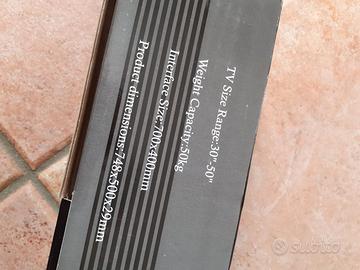 TV Size Range:30"-50"
Weight Capacity:50kg
Interface Size:700x400mm
Product dimensions:748x500x29mm
subito